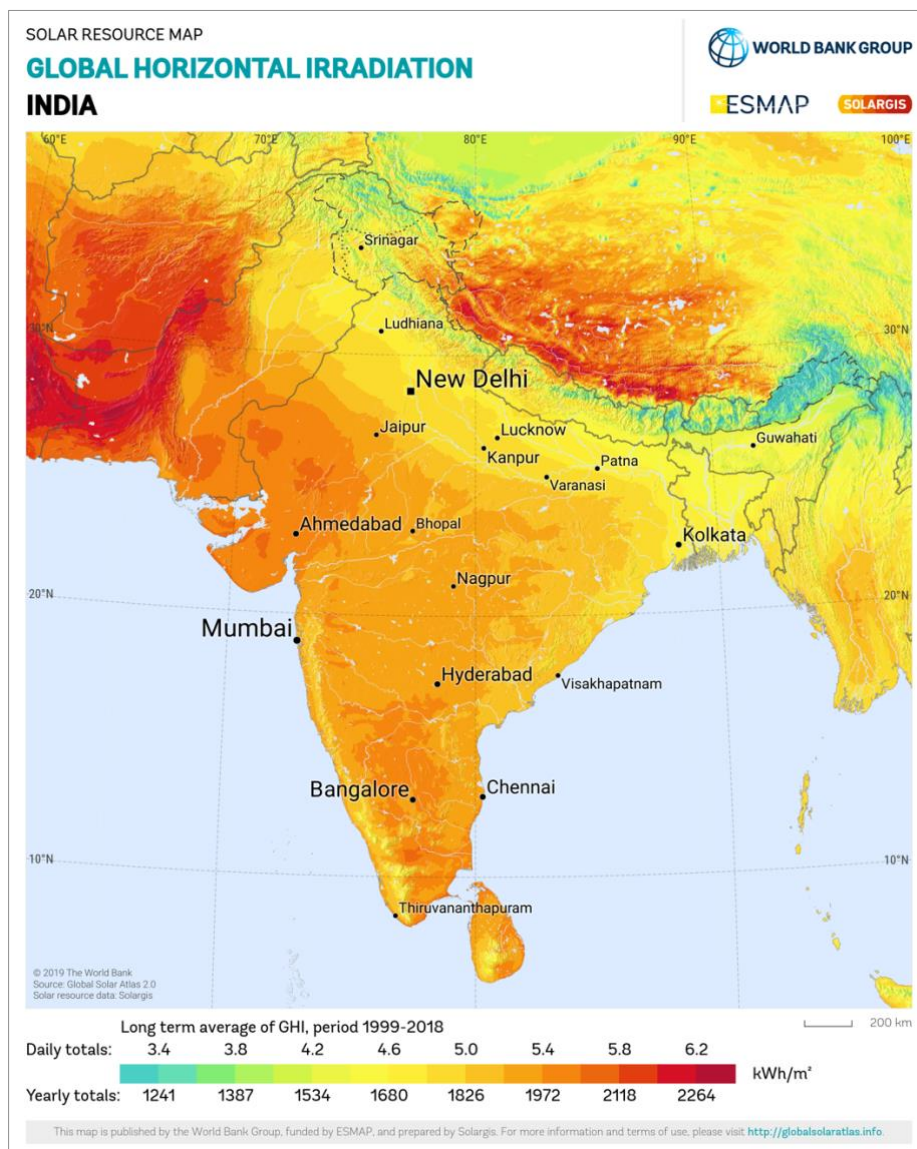 SOLAR RESOURCE MAP
GLOBAL HORIZONTAL IRRADIATION
INDIA
WORLD BANK GROUP
ESMAP
SOLARGIS
60°E 70°E 80°E 90°E 100°E
Srinagar
30°N 30°N
Ludhiana
New Delhi
Jaipur
Lucknow
Kanpur
Guwahati
Patna
Varanasi
Ahmedabad
Bhopal
Kolkata
Nagpur
20°N 20°N
Mumbai
Hyderabad
Visakhapatnam
Bangalore
Chennai
10°N 10°N
Thiruvananthapuram
© 2019 The World Bank
Source: Global Solar Atlas 2.0
Solar resource data: Solargis
200 km
Long term average of GHI, period 1999-2018
Daily totals: 3.4 3.8 4.2 4.6 5.0 5.4 5.8 6.2
kWh/m²
Yearly totals: 1241 1387 1534 1680 1826 1972 2118 2264
This map is published by the World Bank Group, funded by ESMAP, and prepared by Solargis. For more information and terms of use, please visit http://globalsolaratlas.info.